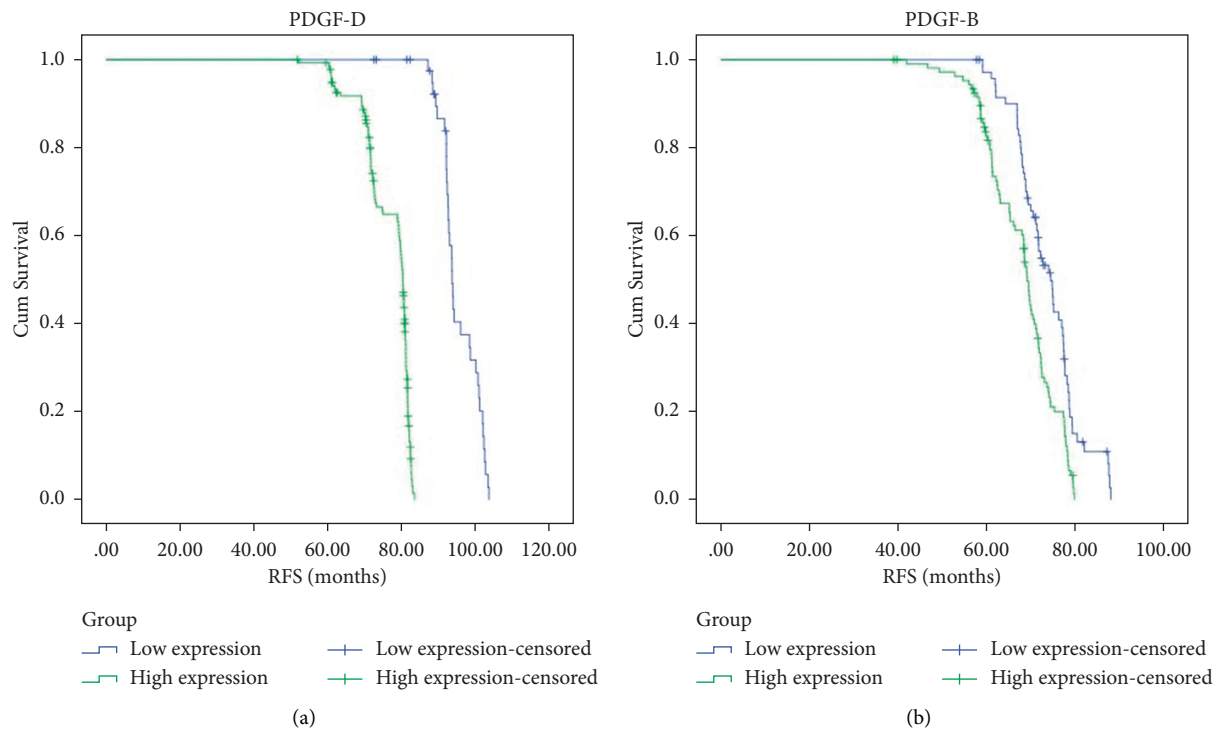 PDGF-D
1.0
0.8
0.6
0.4
0.2
0.0
Cum Survival
.00 20.00 40.00 60.00 80.00 100.00 120.00
RFS (months)
Group
Low expression
High expression
Low expression-censored
High expression-censored
(a)
PDGF-B
1.0
0.8
0.6
0.4
0.2
0.0
Cum Survival
.00 20.00 40.00 60.00 80.00 100.00
RFS (months)
Group
Low expression
High expression
Low expression-censored
High expression-censored
(b)